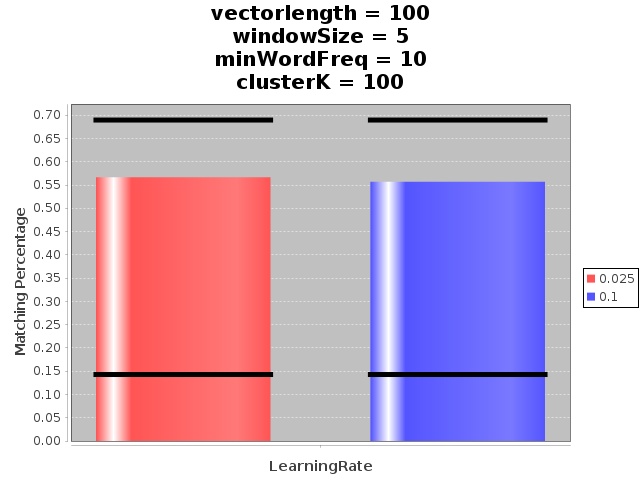 vectorlength = 100
windowSize = 5
minWordFreq = 10
clusterK = 100
0.70
0.65
0.60
0.55
0.50
0.45
0.40
0.35
0.30
0.25
0.20
0.15
0.10
0.05
0.00
Matching Percentage
LearningRate
0.025
0.1